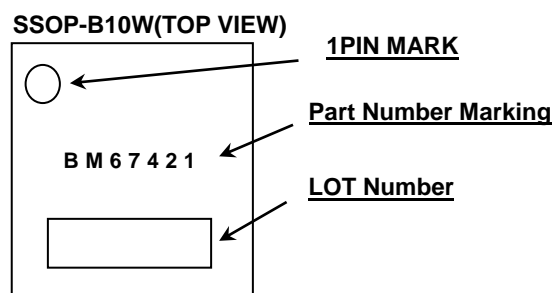 SSOP-B10W(TOP VIEW)
1PIN MARK
Part Number Marking
B M 6 7 4 2 1
LOT Number